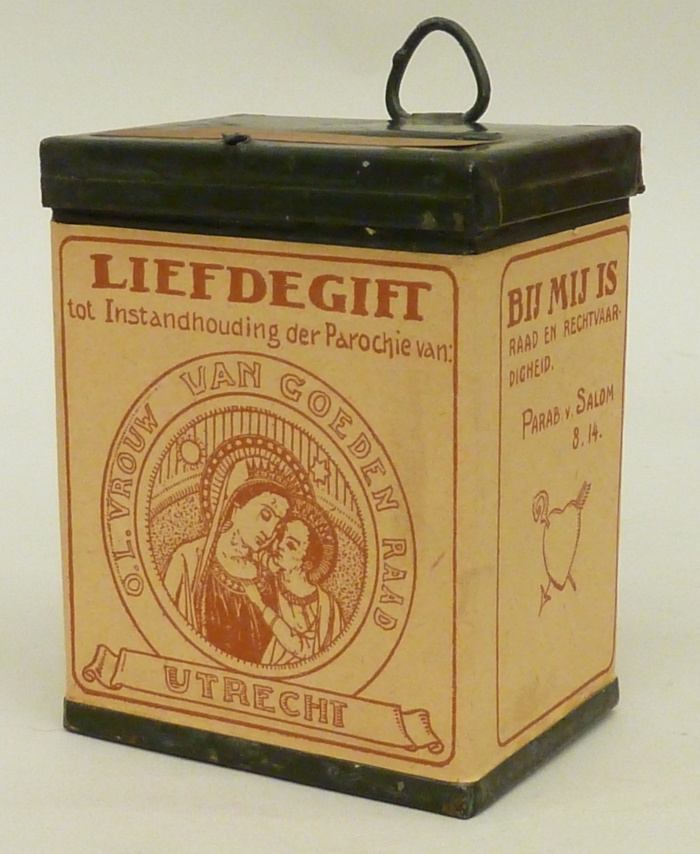 LIEFDEGIFT
tot Instandhouding der Parochie van:
O.L. VROUW VAN GOEDEN RAAD
UTRECHT
BIJ MIJ IS
RAAD EN RECHTVAAR-
DIGHEID.
PARAB v. SALOM
8.14.